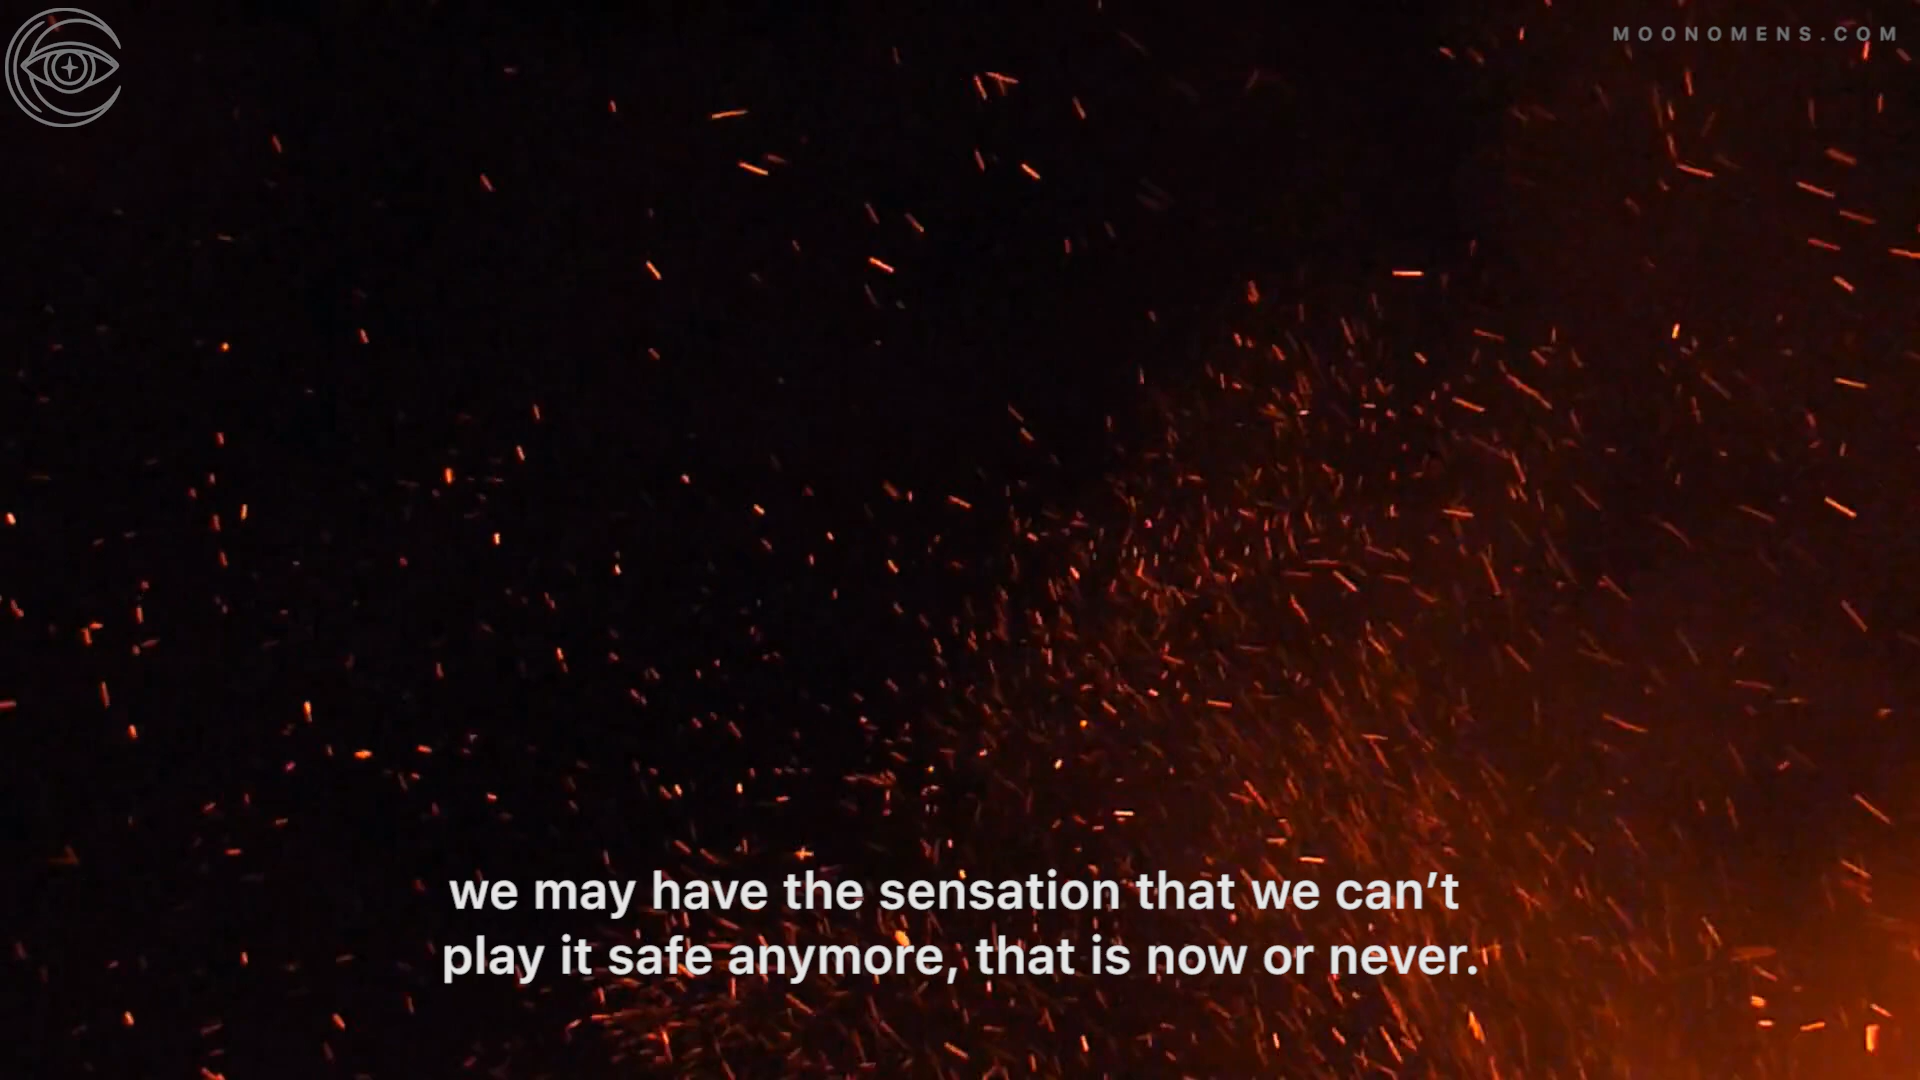 MOONOMENS.COM
we may have the sensation that we can’t
play it safe anymore, that is now or never.